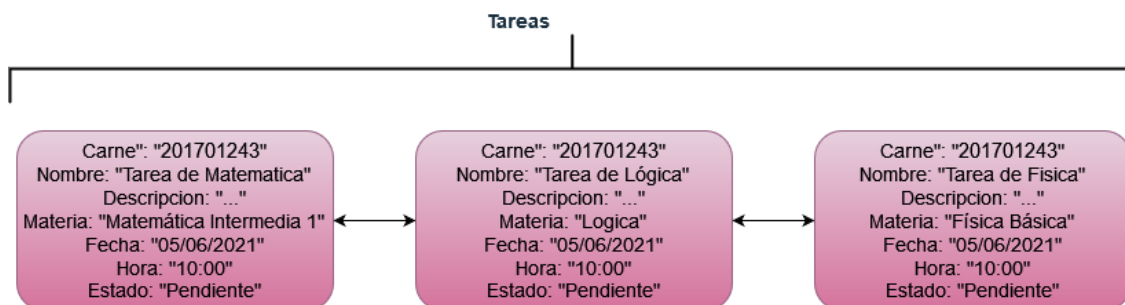 Tareas
Carne": "201701243"
Nombre: "Tarea de Matematica"
Descripcion: "..."
Materia: "Matemática Intermedia 1"
Fecha: "05/06/2021"
Hora: "10:00"
Estado: "Pendiente"
Carne": "201701243"
Nombre: "Tarea de Lógica"
Descripcion: "..."
Materia: "Logica"
Fecha: "05/06/2021"
Hora: "10:00"
Estado: "Pendiente"
Carne": "201701243"
Nombre: "Tarea de Fisica"
Descripcion: "..."
Materia: "Física Básica"
Fecha: "05/06/2021"
Hora: "10:00"
Estado: "Pendiente"